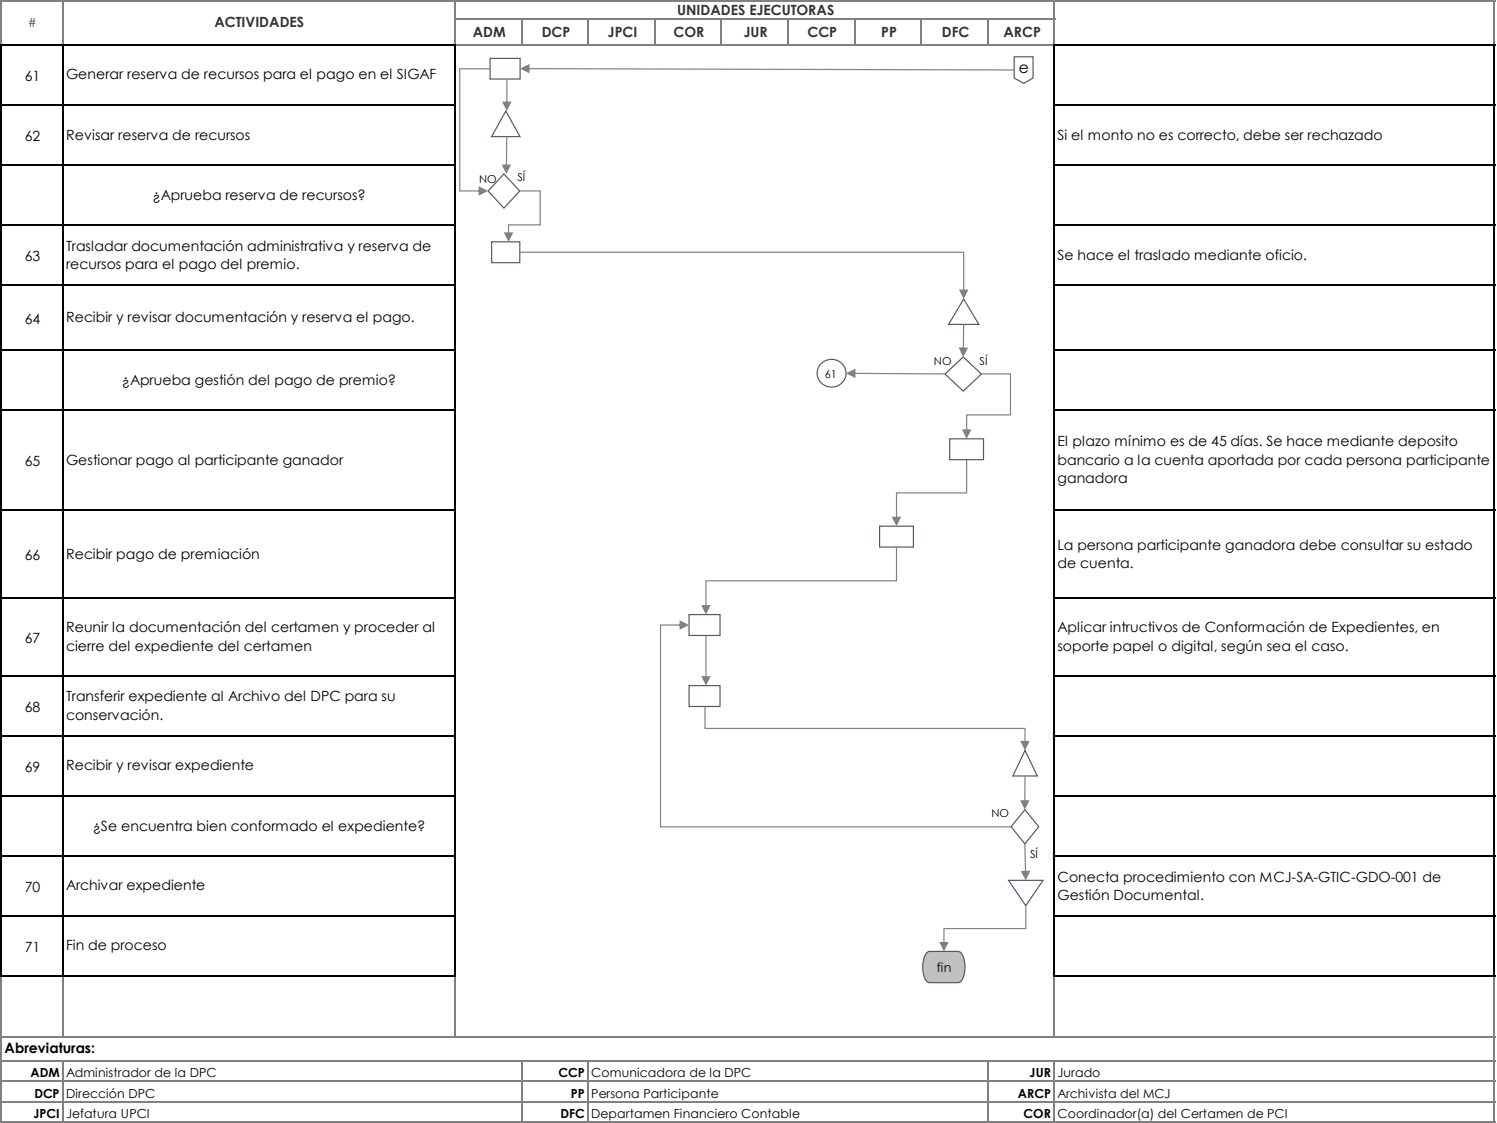 # ACTIVIDADES UNIDADES EJECUTORAS
ADM DCP JPCI COR JUR CCP PP DFC ARCP
61 Generar reserva de recursos para el pago en el SIGAF e
62 Revisar reserva de recursos Si el monto no es correcto, debe ser rechazado
NO SÍ
¿Aprueba reserva de recursos?
63 Trasladar documentación administrativa y reserva de
recursos para el pago del premio.
Se hace el traslado mediante oficio.
64 Recibir y revisar documentación y reserva el pago.
NO SÍ
¿Aprueba gestión del pago de premio? 61
65 Gestionar pago al participante ganador
El plazo mínimo es de 45 días. Se hace mediante deposito
bancario a la cuenta aportada por cada persona participante
ganadora
66 Recibir pago de premiación
La persona participante ganadora debe consultar su estado
de cuenta.
67 Reunir la documentación del certamen y proceder al
cierre del expediente del certamen
Aplicar intructivos de Conformación de Expedientes, en
soporte papel o digital, según sea el caso.
68 Transferir expediente al Archivo del DPC para su
conservación.
69 Recibir y revisar expediente
NO
¿Se encuentra bien conformado el expediente?
SÍ
70 Archivar expediente
Conecta procedimiento con MCJ-SA-GTIC-GDO-001 de
Gestión Documental.
71 Fin de proceso
fin
Abreviaturas:
ADM Administrador de la DPC CCP Comunicadora de la DPC JUR Jurado
DCP Dirección DPC PP Persona Participante ARCP Archivista del MCJ
JPCI Jefatura UPCI DFC Departamen Financiero Contable COR Coordinador(a) del Certamen de PCI